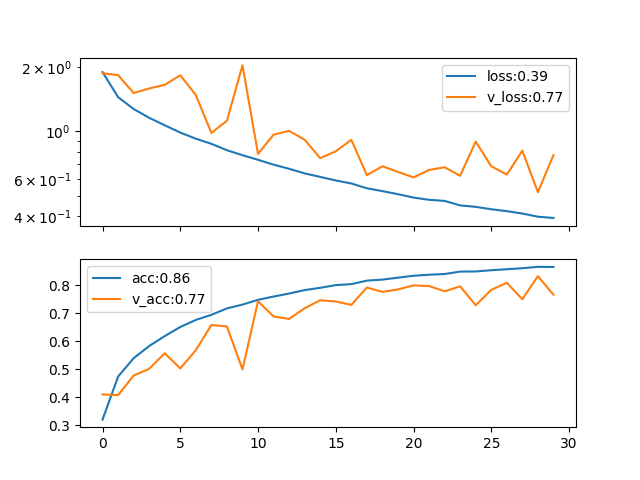 2 × 10⁰
10⁰
6 × 10⁻¹
4 × 10⁻¹
loss:0.39
v_loss:0.77
acc:0.86
v_acc:0.77
0.8
0.7
0.6
0.5
0.4
0.3
0 5 10 15 20 25 30